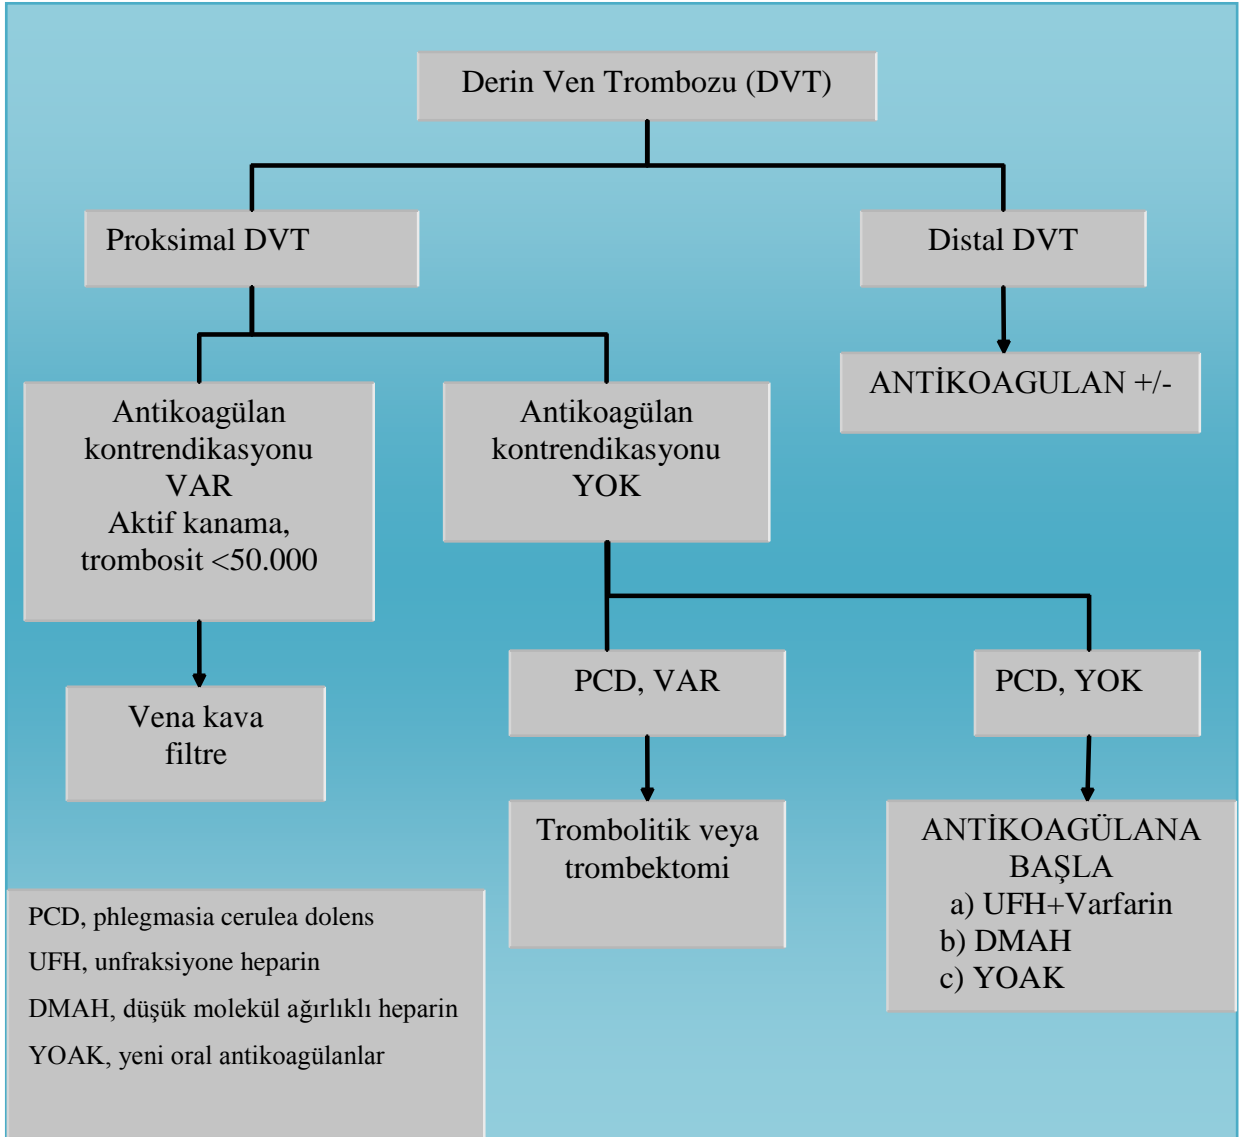 Derin Ven Trombozu (DVT)
Proksimal DVT
Distal DVT
ANTİKOAGULAN +/-
Antikoagülan
kontrendikasyonu
VAR
Aktif kanama,
trombosit <50.000
Antikoagülan
kontrendikasyonu
YOK
PCD, VAR
PCD, YOK
Vena kava
filtre
Trombolitik veya
trombektomi
ANTİKOAGÜLANA
BAŞLA
a) UFH+Varfarin
b) DMAH
c) YOAK
PCD, phlegmasia cerulea dolens
UFH, unfraksiyone heparin
DMAH, düşük molekül ağırlıklı heparin
YOAK, yeni oral antikoagülanlar